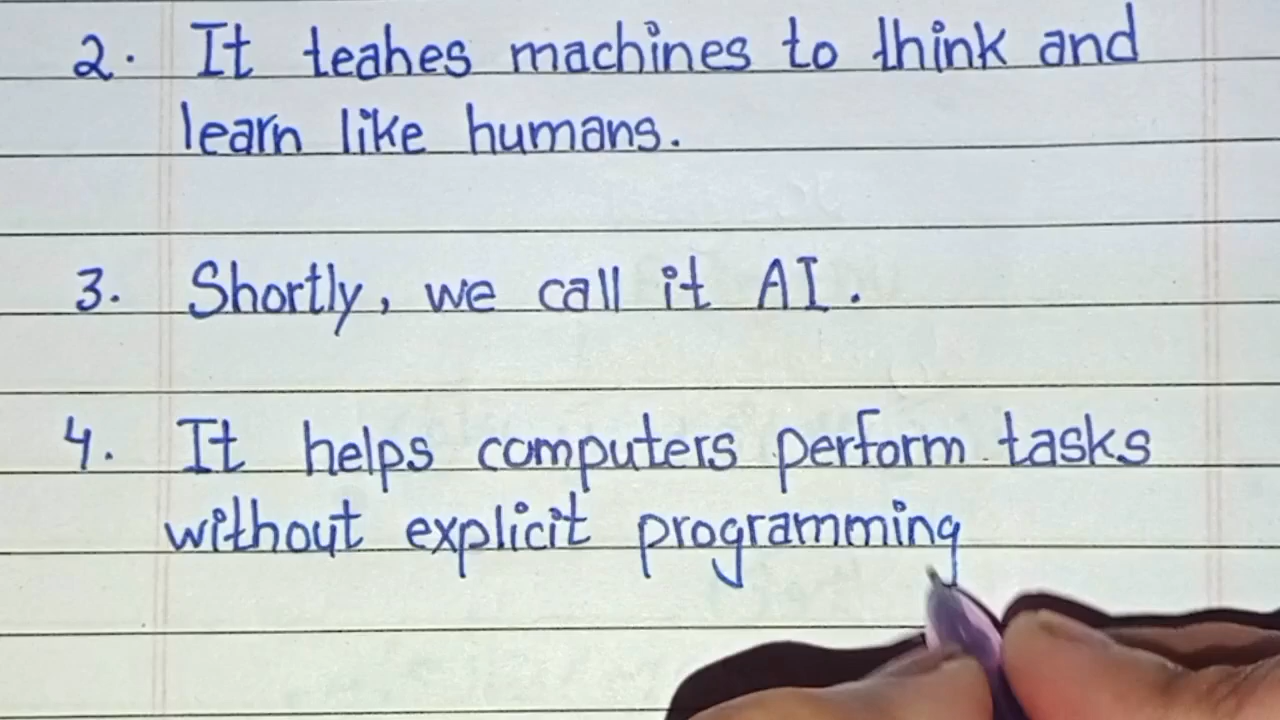 2. It teahes machines to think and
learn like humans.
3. Shortly, we call it AI.
4. It helps computers perform tasks
without explicit programming